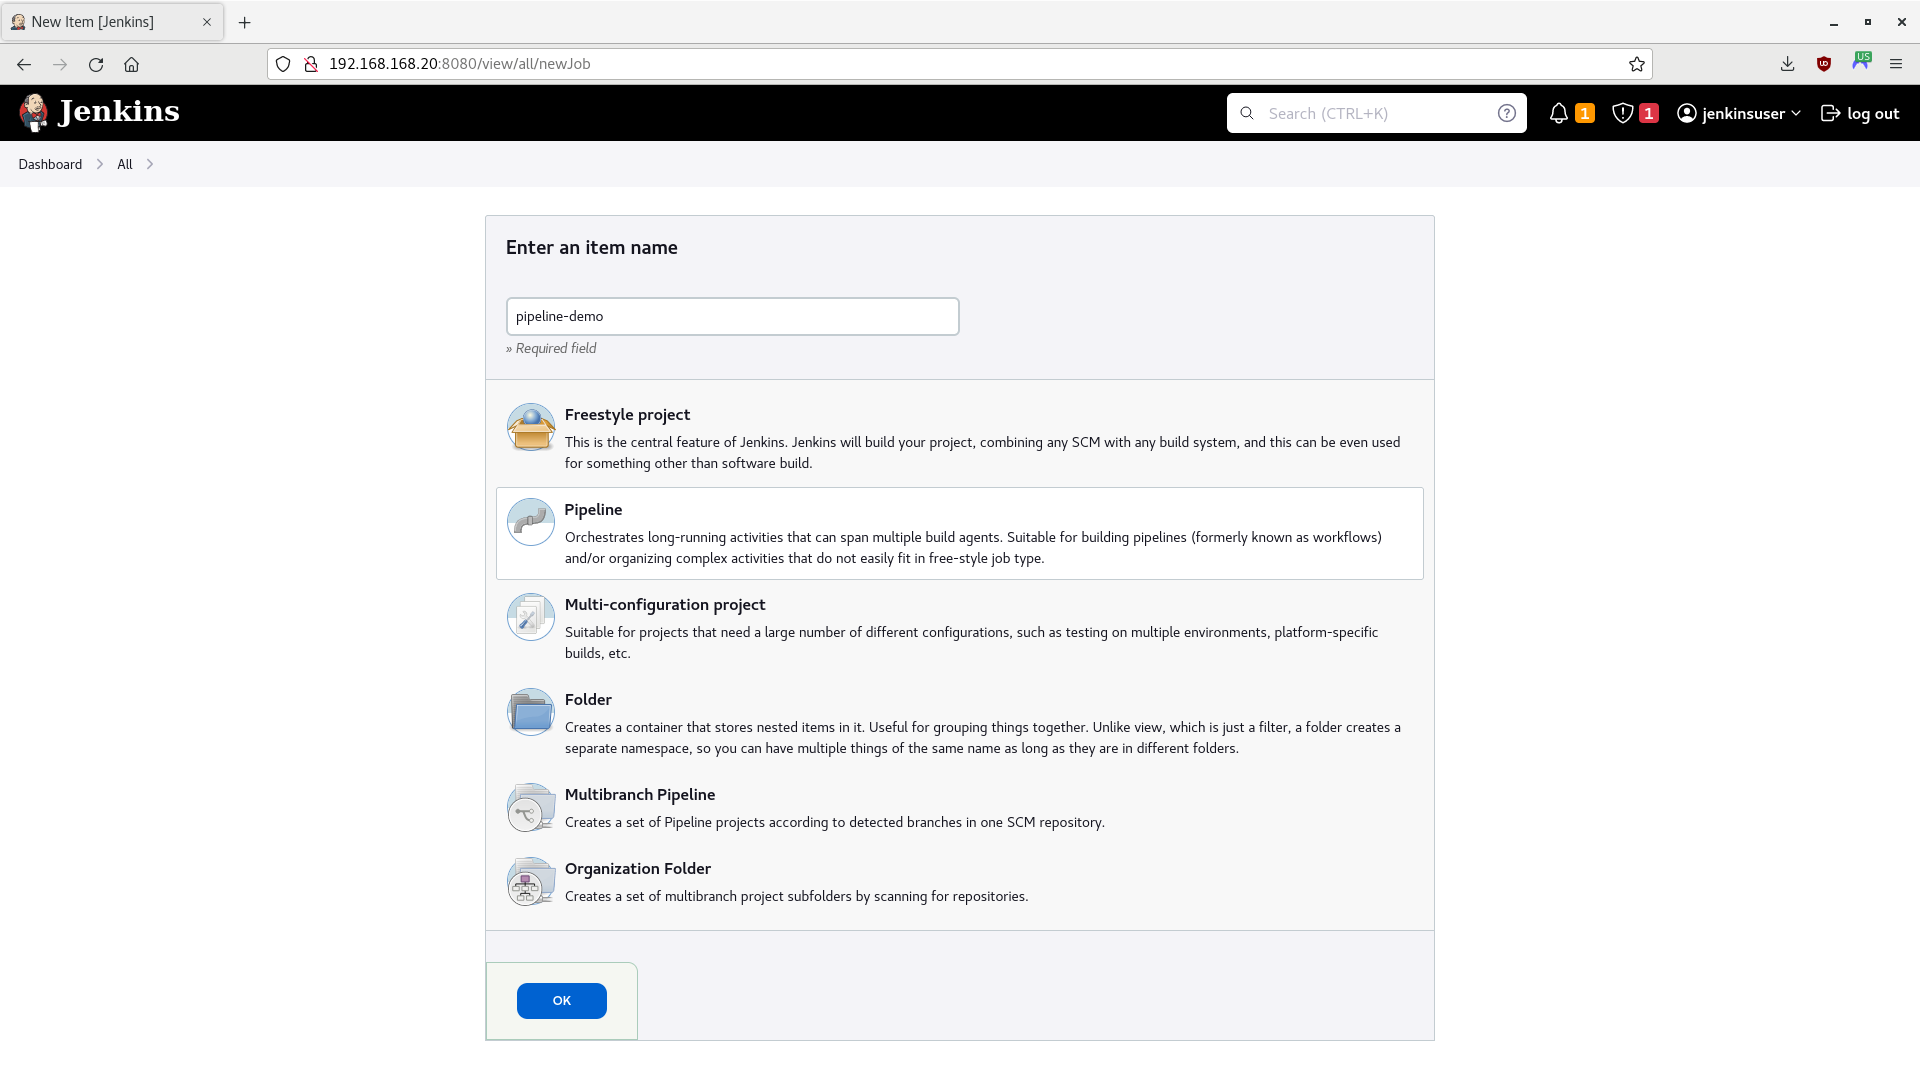 New Item [Jenkins]
192.168.168.20:8080/view/all/newJob
US
Jenkins
Search (CTRL+K)
1
1
jenkinsuser
log out
Dashboard
All
Enter an item name
pipeline-demo
» Required field
Freestyle project
This is the central feature of Jenkins. Jenkins will build your project, combining any SCM with any build system, and this can be even used
for something other than software build.
Pipeline
Orchestrates long-running activities that can span multiple build agents. Suitable for building pipelines (formerly known as workflows)
and/or organizing complex activities that do not easily fit in free-style job type.
Multi-configuration project
Suitable for projects that need a large number of different configurations, such as testing on multiple environments, platform-specific
builds, etc.
Folder
Creates a container that stores nested items in it. Useful for grouping things together. Unlike view, which is just a filter, a folder creates a
separate namespace, so you can have multiple things of the same name as long as they are in different folders.
Multibranch Pipeline
Creates a set of Pipeline projects according to detected branches in one SCM repository.
Organization Folder
Creates a set of multibranch project subfolders by scanning for repositories.
OK